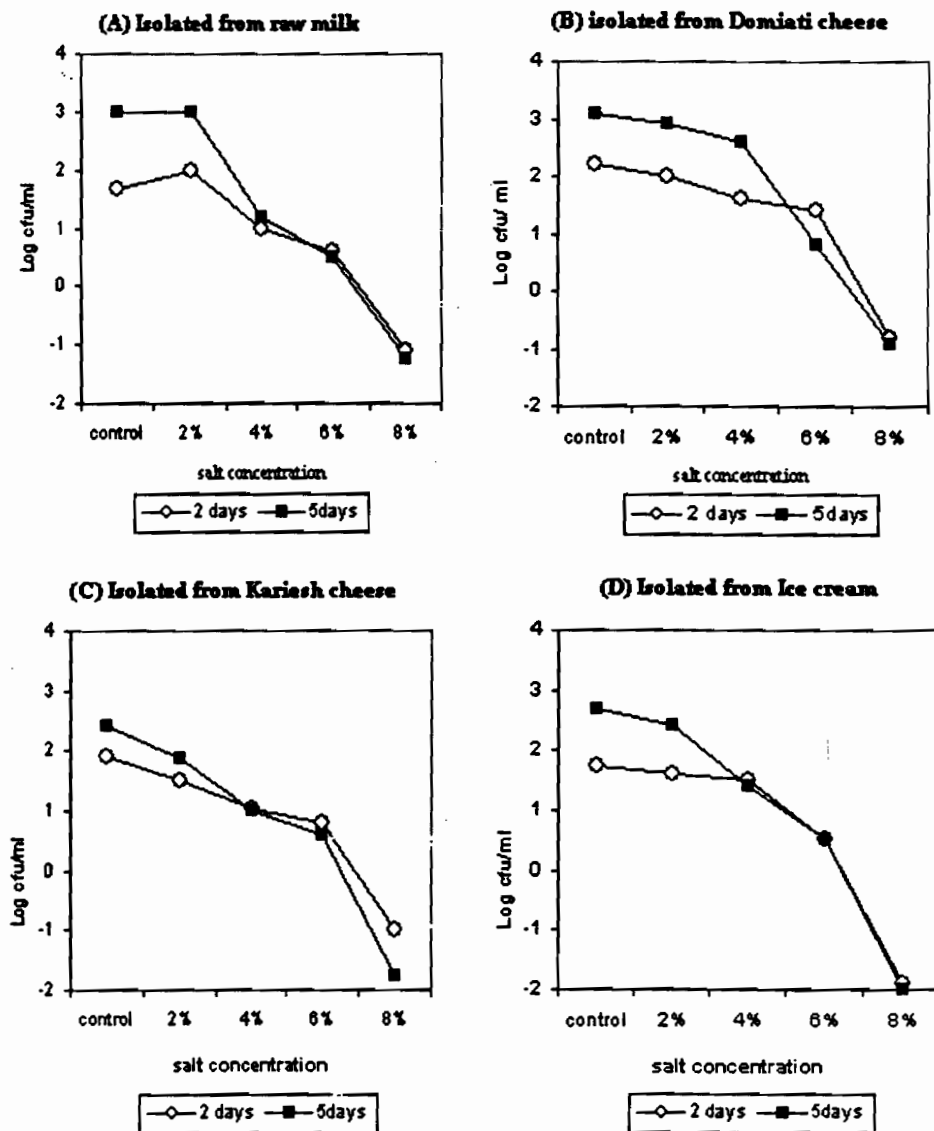 (A) Isolated from raw milk
4
3
2
1
0
-1
-2
Log cfu/ml
control 2% 4% 6% 8%
salt concentration
2 days 5days
(B) isolated from Domiati cheese
4
3
2
1
0
-1
-2
Log cfu/ ml
control 2% 4% 6% 8%
salt concentration
2 days 5days
(C) Isolated from Kariesh cheese
4
3
2
1
0
-1
-2
Log cfu/ml
control 2% 4% 6% 8%
salt concentration
2 days 5days
(D) Isolated from Ice cream
4
3
2
1
0
-1
-2
Log cfu/ml
control 2% 4% 6% 8%
salt concentration
2 days 5days